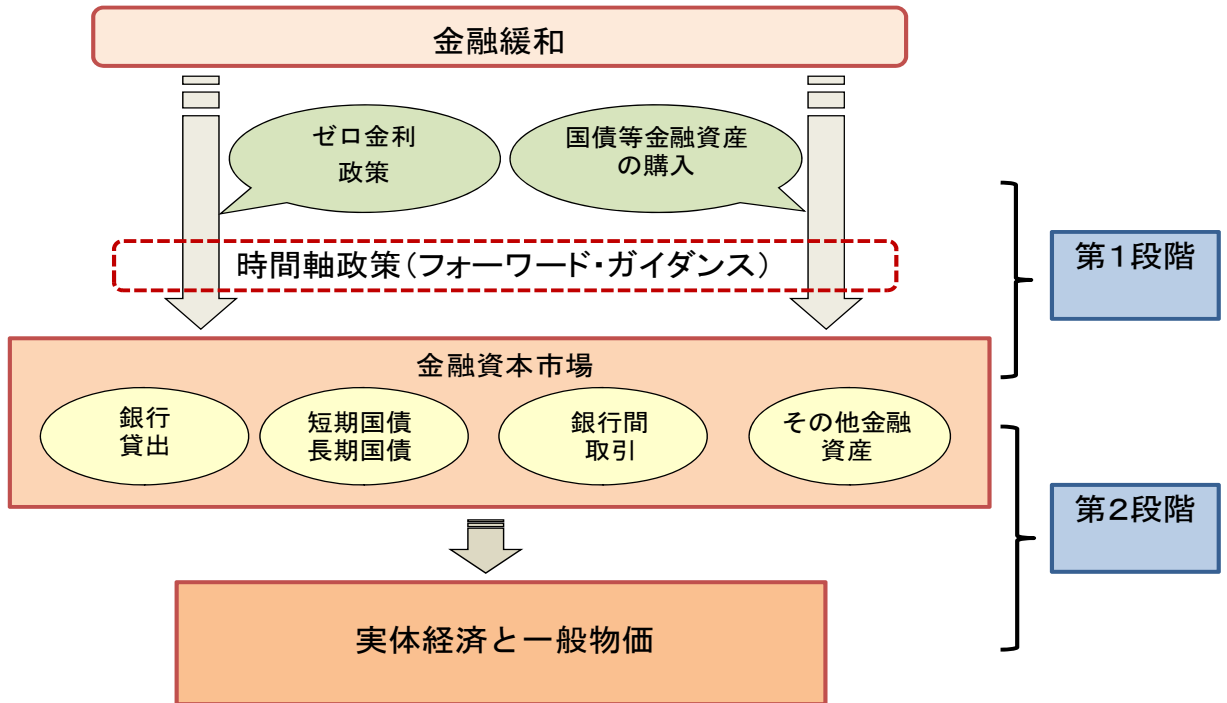 金融緩和
ゼロ金利
政策
国債等金融資産
の購入
時間軸政策（フォーワード・ガイダンス）
第１段階
金融資本市場
銀行
貸出
短期国債
長期国債
銀行間
取引
その他金融
資産
第２段階
実体経済と一般物価